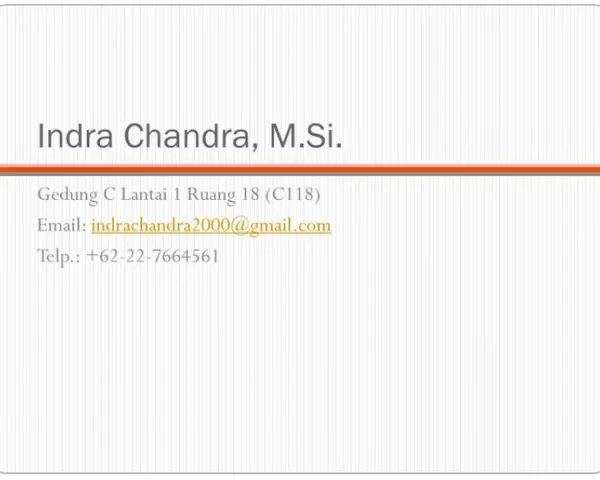 Indra Chandra, M.Si.
Gedung C Lantai 1 Ruang 18 (C118)
Email: indrachandra2000@gmail.com
Telp.: +62-22-7664561